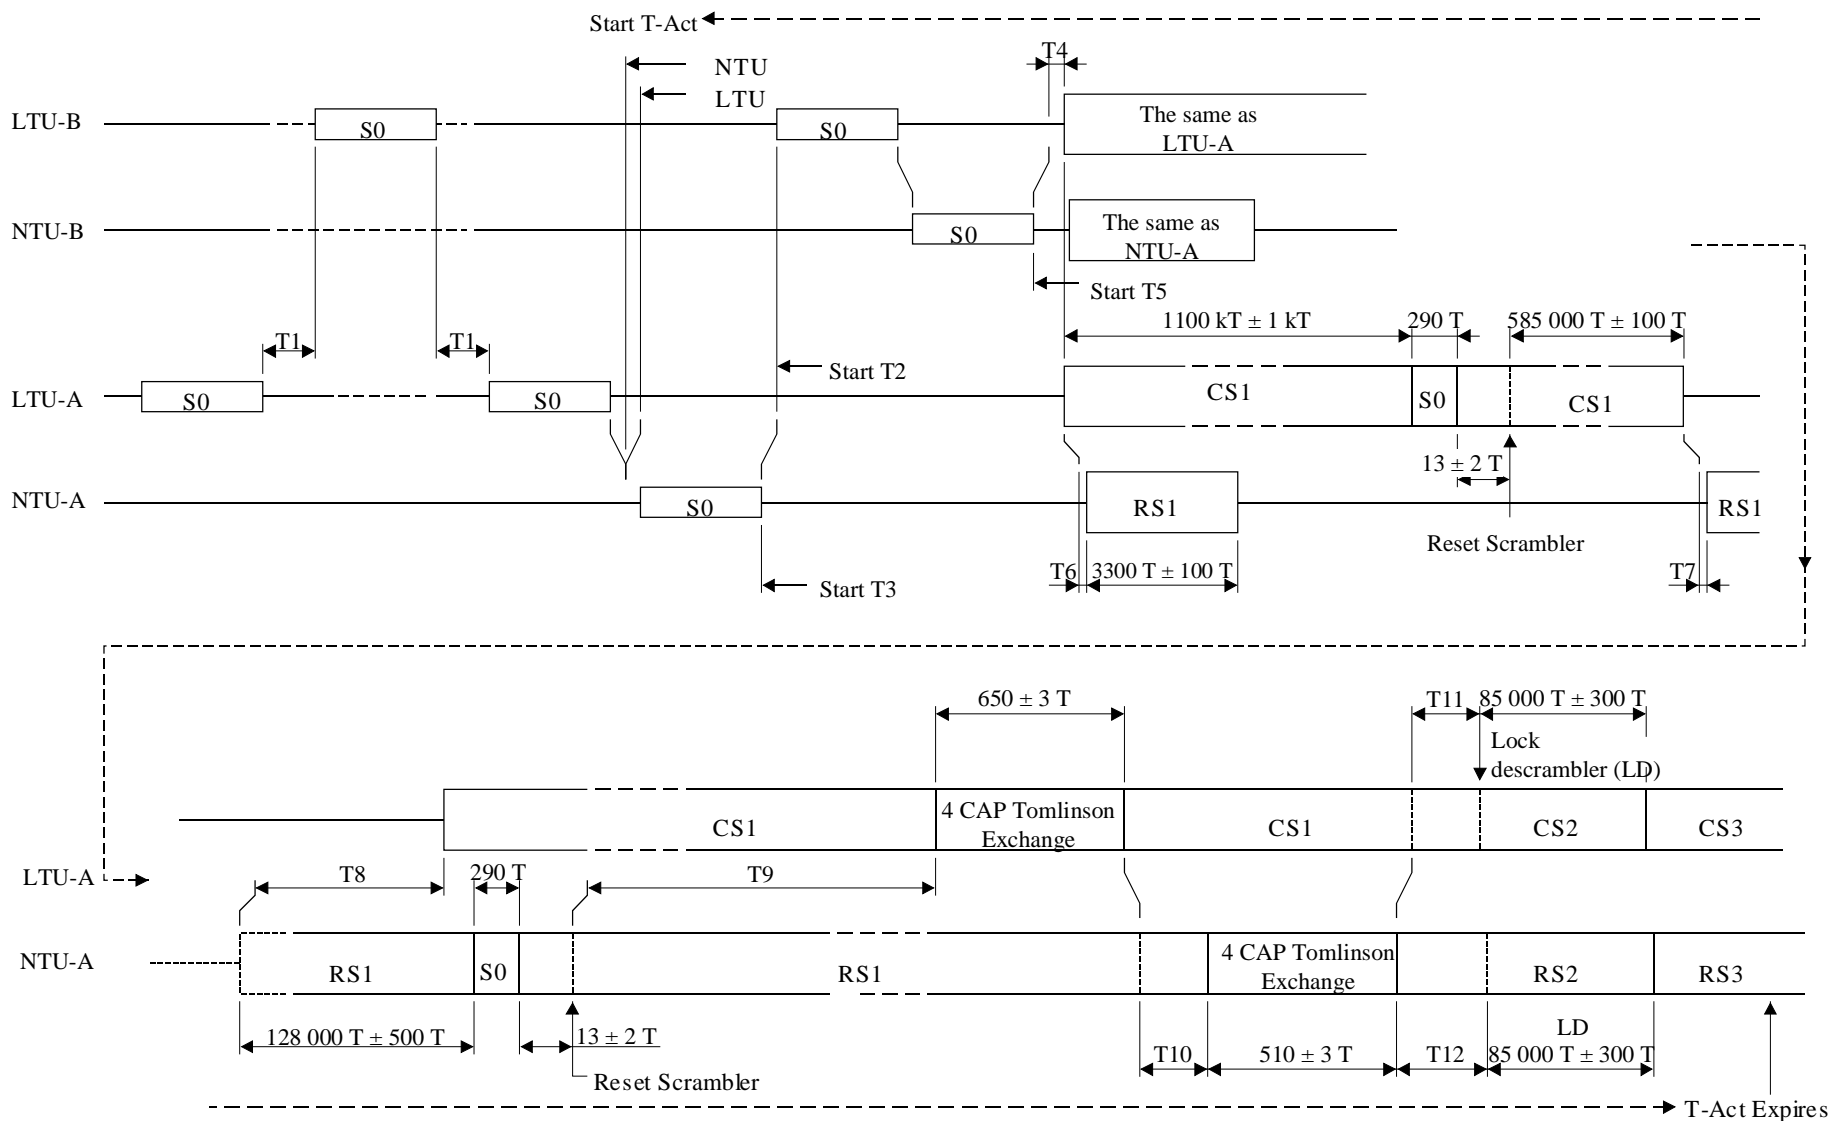 Start T-Act
T4
NTU
LTU
LTU-B
S0
S0
The same as
LTU-A
NTU-B
S0
The same as
NTU-A
Start T5
1100 kT ± 1 kT
290 T
585 000 T ± 100 T
T1
T1
Start T2
LTU-A
S0
S0
CS1
S0
CS1
13 ± 2 T
NTU-A
S0
RS1
RS1
Reset Scrambler
T6
3300 T ± 100 T
T7
Start T3
650 ± 3 T
T11
85 000 T ± 300 T
Lock
descrambler (LD)
CS1
4 CAP Tomlinson
Exchange
CS1
CS2
CS3
LTU-A
T8
290 T
T9
NTU-A
RS1
S0
RS1
4 CAP Tomlinson
Exchange
RS2
RS3
128 000 T ± 500 T
13 ± 2 T
LD
T10
510 ± 3 T
T12
85 000 T ± 300 T
Reset Scrambler
T-Act Expires